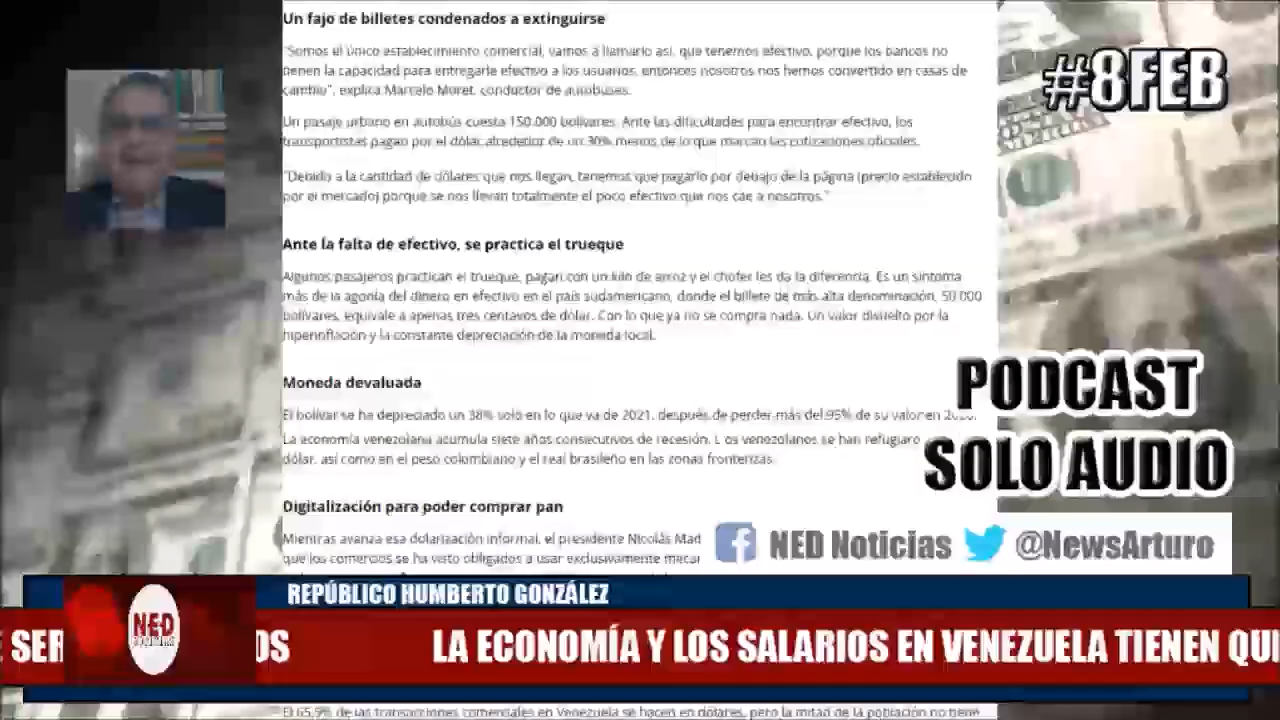 Un fajo de billetes condenados a extinguirse
"Somos el único establecimiento comercial, vamos a llamarlo así, que tenemos efectivo, porque los bancos no
tienen la capacidad para entregarle efectivo a los usuarios, entonces nosotros nos hemos convertido en casas de
cambio", explica Marcelo Moret, conductor de autobuses.
Un pasaje urbano en autobús cuesta 150.000 bolívares. Ante las dificultades para encontrar efectivo, los
transportistas pagan por el dólar alrededor de un 30% menos de lo que marcan las cotizaciones oficiales.
"Debido a la cantidad de dólares que nos llegan, tenemos que pagarlo por debajo de la página (precio establecido
por el mercado) porque se nos llevan totalmente el poco efectivo que nos cae a nosotros."
Ante la falta de efectivo, se practica el trueque
Algunos pasajeros practican el trueque, pagan con un kilo de arroz y el chofer les da la diferencia. Es un síntoma
más de la agonía del dinero en efectivo en el país sudamericano, donde el billete de más alta denominación, 50 000
bolívares, equivale a apenas tres centavos de dólar. Con lo que ya no se compra nada. Un valor disuelto por la
hiperinflación y la constante depreciación de la moneda local.
Moneda devaluada
El bolívar se ha depreciado un 38% solo en lo que va de 2021, después de perder más del 95% de su valor en
La economía venezolana acumula siete años consecutivos de recesión. L os venezolanos se han refugiaro
dólar, así como en el peso colombiano y el real brasileño en las zonas fronterizas.
Digitalización para poder comprar pan
Mientras avanza esa dolarización informal, el presidente Nicolás Mad
que los comercios se ha visto obligados a usar exclusivamente mecar
#8FEB
PODCAST
SOLO AUDIO
NED Noticias @NewsArturo
REPÚBLICO HUMBERTO GONZÁLEZ
NED
E SER OS LA ECONOMÍA Y LOS SALARIOS EN VENEZUELA TIENEN QUE
El 65,9% de las transacciones comerciales en Venezuela se hacen en dólares, pero la mitad de la población no tiene